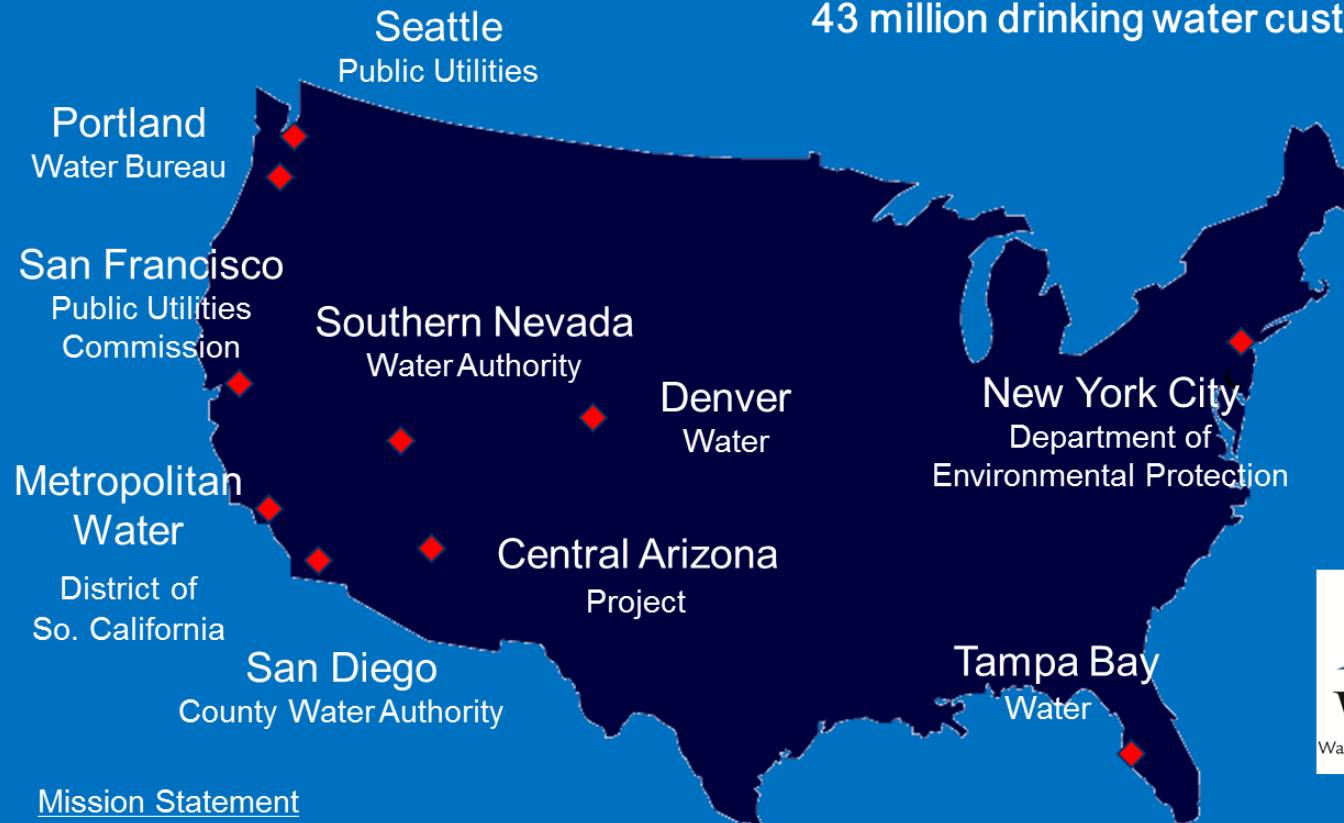 43 million drinking water
Seattle
Public Utilities
Portland
Water Bureau
San Francisco
Public Utilities
Commission
Southern Nevada
Water Authority
Denver
Water
New York City
Department of
Environmental Protection
Metropolitan
Water
District of
So. California
Central Arizona
Project
San Diego
County Water Authority
Tampa Bay
Water
Mission Statement